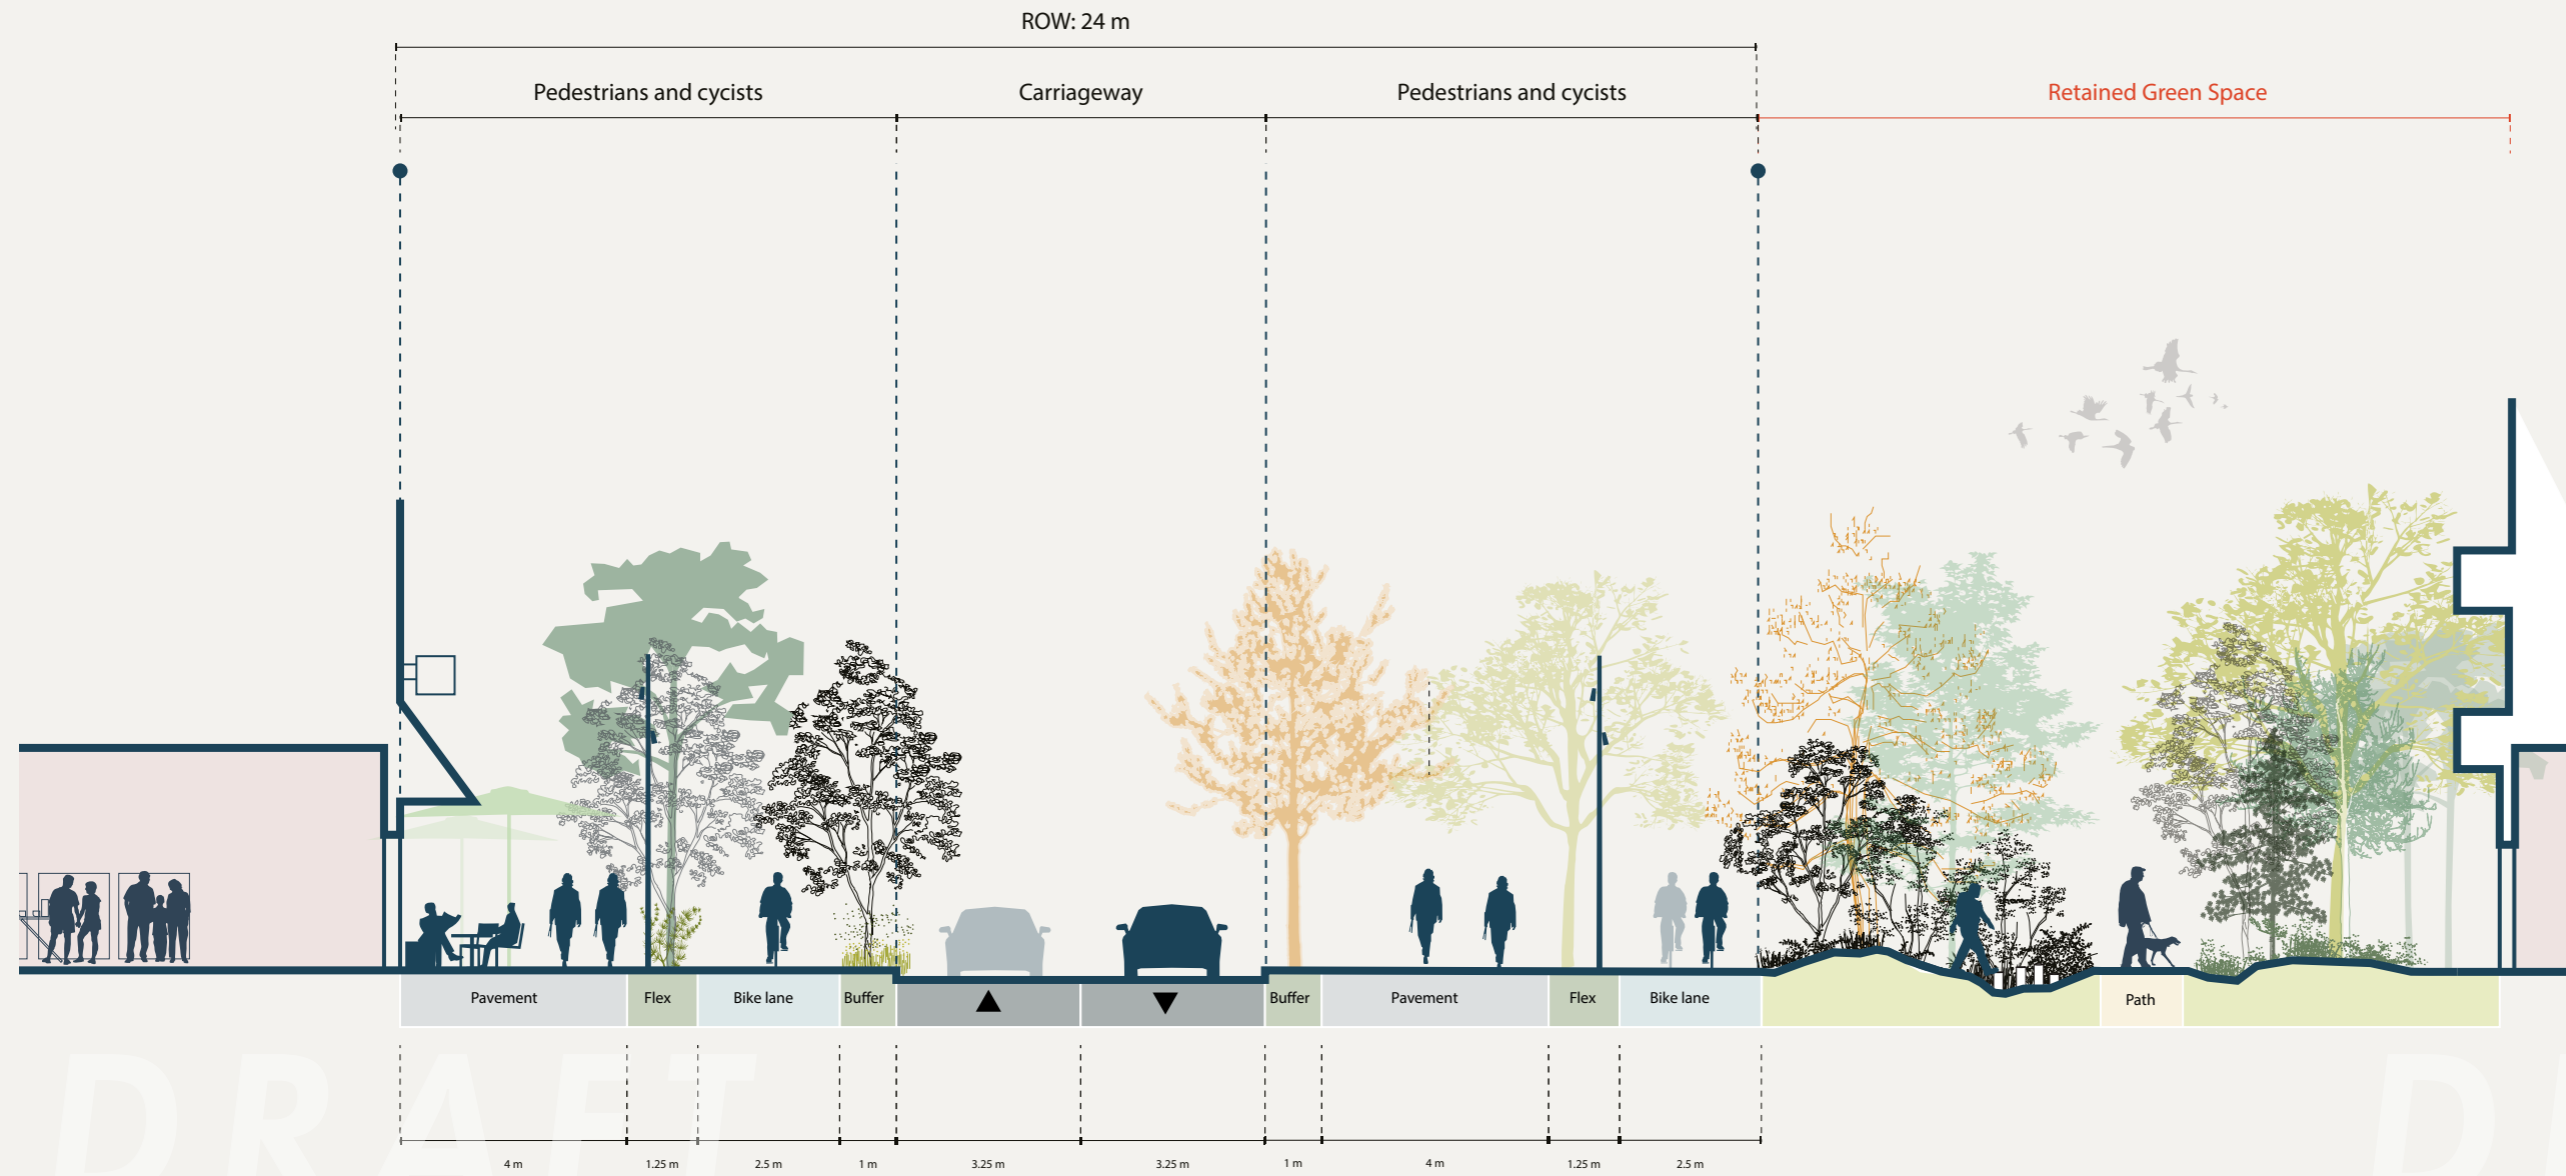 ROW: 24 m
Pedestrians and cycists
Carriageway
Pedestrians and cycists
Retained Green Space
Pavement
Flex
Bike lane
Buffer
Buffer
Pavement
Flex
Bike lane
Path
4 m
1.25 m
2.5 m
1 m
3.25 m
3.25 m
1 m
4 m
1.25 m
2.5 m
DRAFT
D